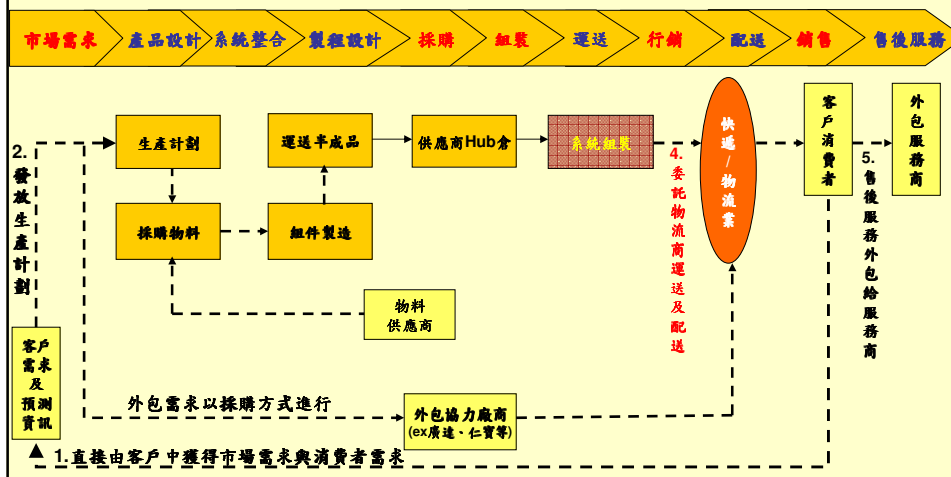 市場需求
產品設計
系統整合
製程設計
採購
組裝
運送
行銷
配送
銷售
售後服務
2.發放生產計劃
生產計劃
運送半成品
供應商Hub倉
系統組裝
4.委託物流商運送及配送
快遞/物流業
客戶消費者
5.售後服務外包給服務商
外包服務商
採購物料
組件製造
物料
供應商
客戶
需求
及
預測
資訊
外包需求以採購方式進行
外包協力廠商
(ex廣達、仁寶等)
1.直接由客戶中獲得市場需求與消費者需求